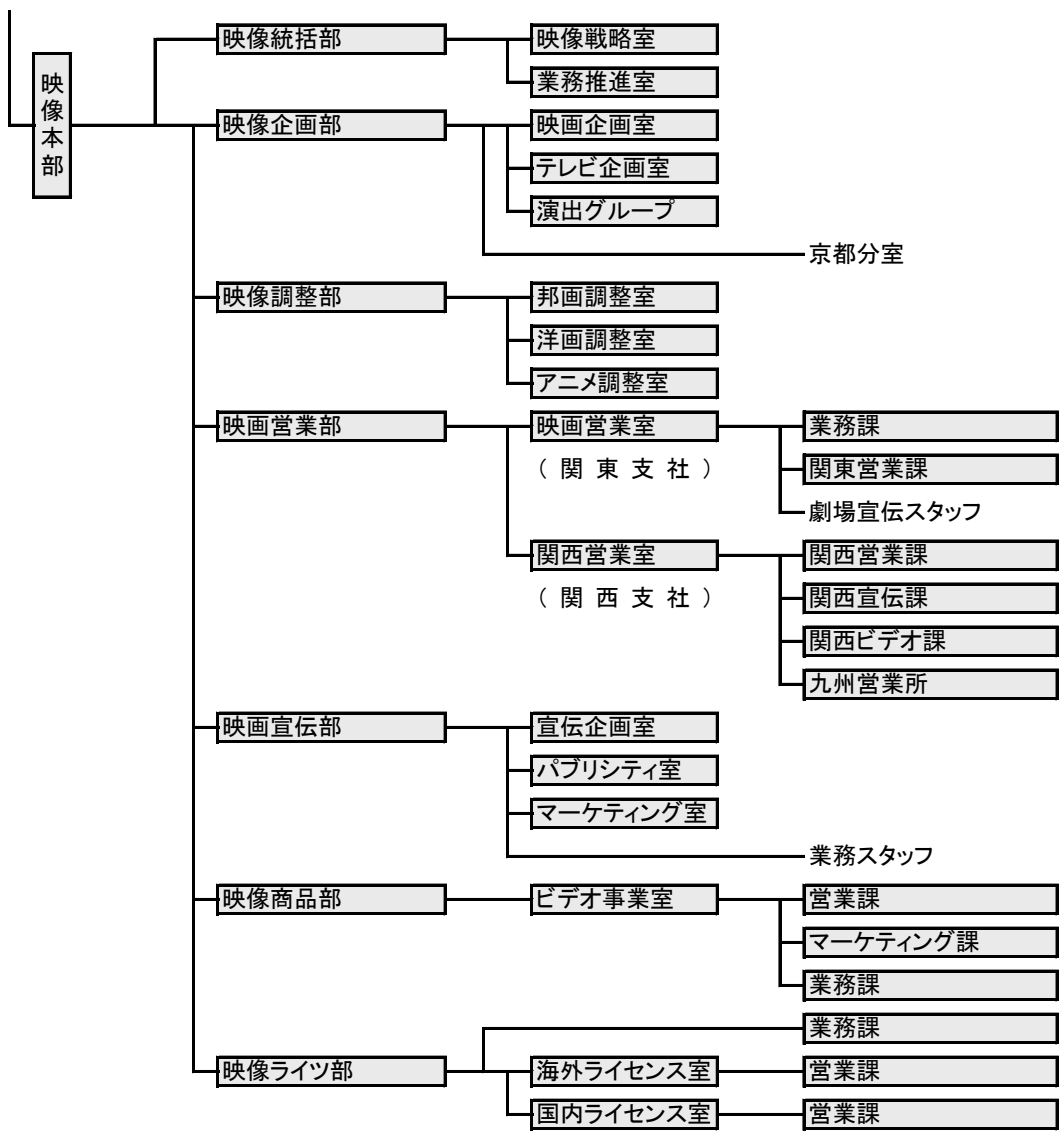 映像本部
映像統括部
映像戦略室
業務推進室
映像企画部
映画企画室
テレビ企画室
演出グループ
京都分室
映像調整部
邦画調整室
洋画調整室
アニメ調整室
映画営業部
映画営業室
業務課
(関東支社)
関東営業課
劇場宣伝スタッフ
関西営業室
関西営業課
(関西支社)
関西宣伝課
関西ビデオ課
九州営業所
映画宣伝部
宣伝企画室
パブリシティ室
マーケティング室
業務スタッフ
映像商品部
ビデオ事業室
営業課
マーケティング課
業務課
業務課
映像ライツ部
海外ライセンス室
営業課
国内ライセンス室
営業課